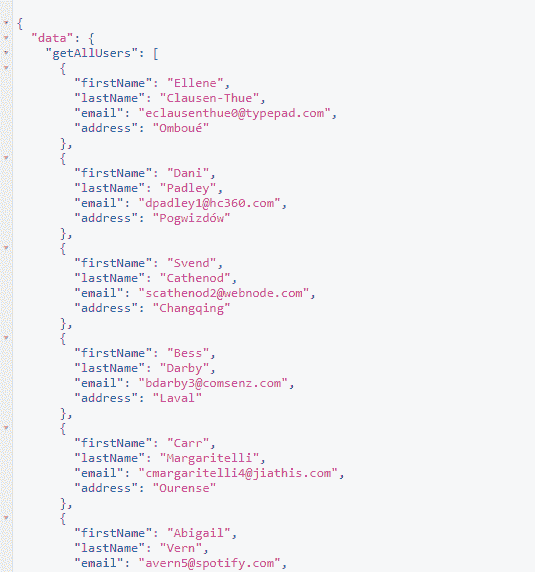 {
"data": {
"getAllUsers": [
{
"firstName": "Ellene",
"lastName": "Clausen-Thue",
"email": "eclausenthue0@typepad.com",
"address": "Omboué"
},
{
"firstName": "Dani",
"lastName": "Padley",
"email": "dpadley1@hc360.com",
"address": "Pogwizdów"
},
{
"firstName": "Svend",
"lastName": "Cathenod",
"email": "scathenod2@webnode.com",
"address": "Changqing"
},
{
"firstName": "Bess",
"lastName": "Darby",
"email": "bdarby3@comsenz.com",
"address": "Laval"
},
{
"firstName": "Carr",
"lastName": "Margaritelli",
"email": "cmargaritelli4@jiathis.com",
"address": "Ourense"
},
{
"firstName": "Abigail",
"lastName": "Vern",
"email": "avern5@spotify.com",